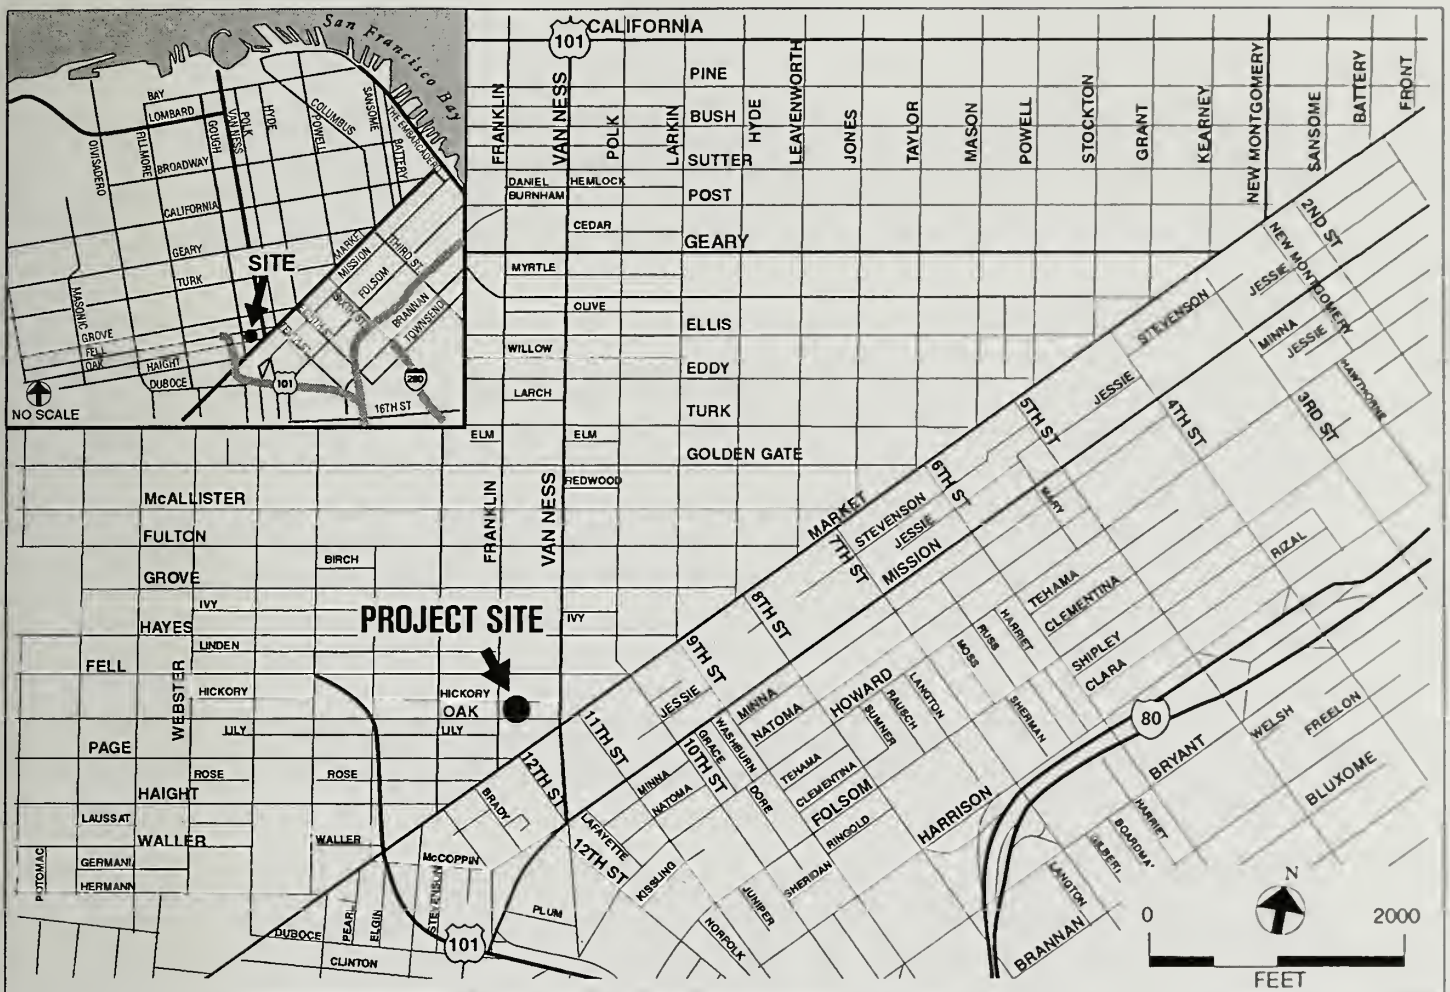 San Francisco Bay
BAY
LOMBARD
DIVISADERO
FILLMORE
GOUGH
VAN NESS
POLK
HYDE
COLUMBUS
POWELL
SANSOME
THE EMBARCADERO
BATTERY
BROADWAY
CALIFORNIA
GEARY
TURK
SITE
MARKET
MISSION
FOLSOM
THIRD ST.
SIXTH ST.
BRANNAN
TOWNSEND
MASONIC
GROVE
FELL
OAK
HAIGHT
DUBOCE
101
280
16TH ST
NO SCALE
101
CALIFORNIA
PINE
BUSH
SUTTER
POST
GEARY
ELLIS
EDDY
TURK
GOLDEN GATE
FRANKLIN
VAN NESS
POLK
LARKIN
HYDE
LEAVENWORTH
JONES
TAYLOR
MASON
POWELL
STOCKTON
GRANT
KEARNEY
NEW MONTGOMERY
SANSOME
BATTERY
FRONT
DANIEL
BURNHAM
HEMLOCK
CEDAR
MYRTLE
OLIVE
WILLOW
LARCH
ELM
ELM
REDWOOD
McALLISTER
FULTON
GROVE
HAYES
FELL
PAGE
HAIGHT
WALLER
WEBSTER
FRANKLIN
VAN NESS
BIRCH
IVY
IVY
LINDEN
HICKORY
HICKORY
OAK
LILY
LILY
ROSE
ROSE
LAUSSAT
WALLER
GERMANI
HERMANN
POTOMAC
PROJECT SITE
MARKET
2ND ST
NEW MONTGOMERY
JESSIE
STEVENSON
MINNA
JESSIE
HAWTHORNE
3RD ST
4TH ST
5TH ST
JESSIE
6TH ST
MARY
STEVENSON
JESSIE
MISSION
7TH ST
8TH ST
9TH ST
JESSIE
MINNA
NATOMA
HOWARD
10TH ST
GRACE
WASHBURN
DORE
11TH ST
12TH ST
BRADY
MINNA
NATOMA
LAFAYETTE
12TH ST
KISSLING
TEHAMA
CLEMENTINA
FOLSOM
RINGOLD
SHERIDAN
JUNIPER
NORFOLK
SUMNER
RAUSCH
LANGTON
MOSS
RUSS
HARRIET
TEHAMA
CLEMENTINA
SHIPLEY
CLARA
RIZAL
SHERMAN
HARRISON
80
BRYANT
WELSH
FREELON
BLUXOME
HARRIET
BOARDMA
GILBERT
LANGTON
BRANNAN
McCOPPIN
STEVENSON
PEARL
ELGIN
DUBOCE
CLINTON
PLUM
101
N
0
2000
FEET